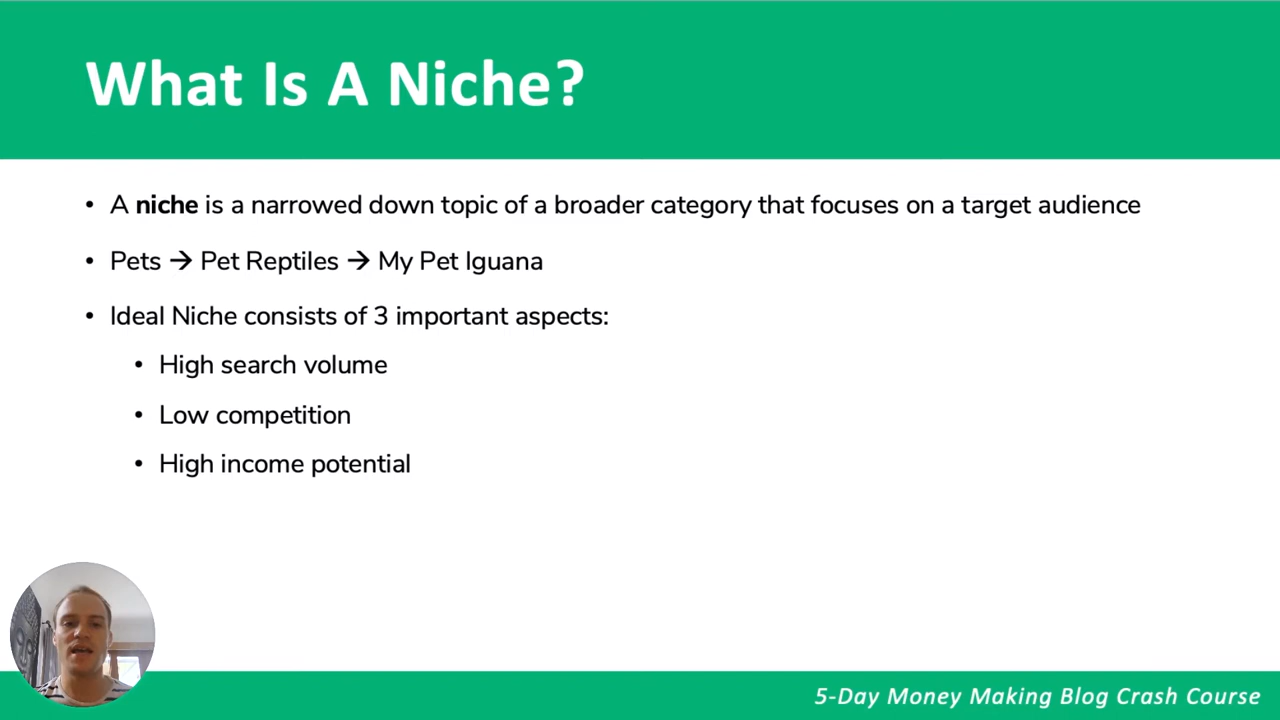 What Is A Niche?
• A niche is a narrowed down topic of a broader category that focuses on a target audience
• Pets → Pet Reptiles → My Pet Iguana
• Ideal Niche consists of 3 important aspects:
• High search volume
• Low competition
• High income potential
5-Day Money Making Blog Crash Course